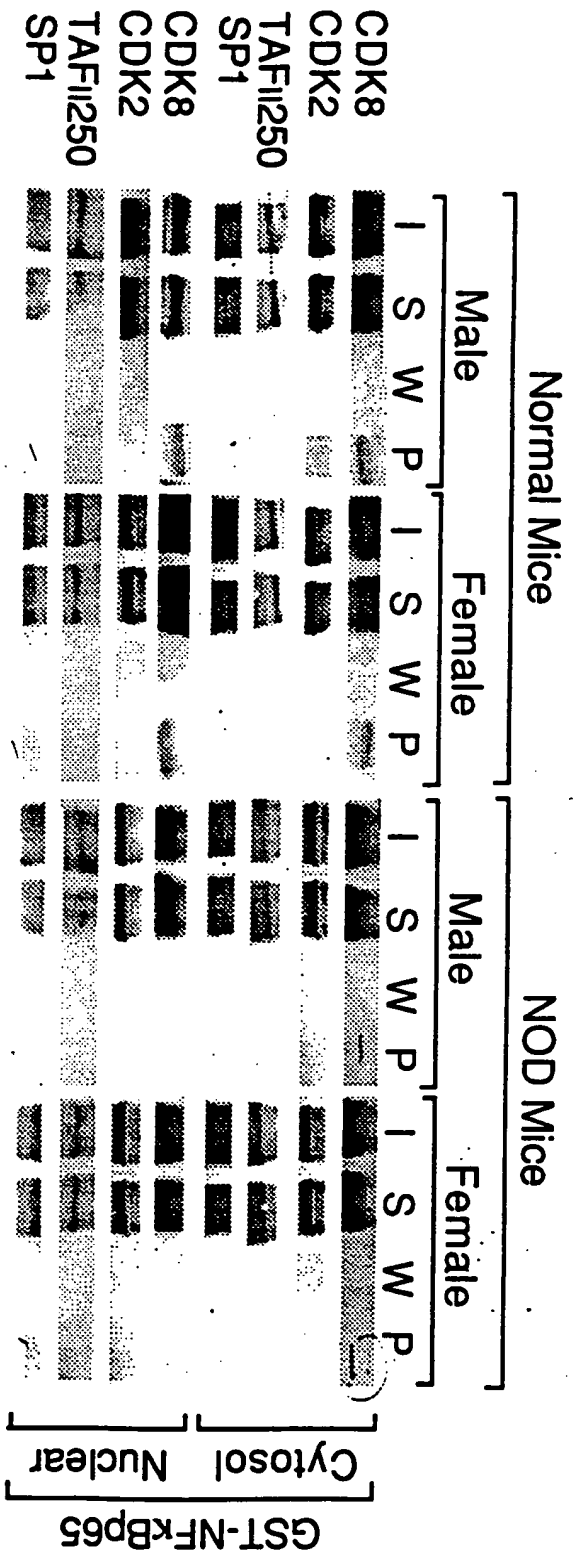 Normal Mice NOD Mice
Male Female Male Female
I S W P I S W P I S W P I S W P
CDK8
CDK2
TAFII250
SP1
CDK8
CDK2
TAFII250
SP1
Cytosol
Nuclear
GST-NFκBp65